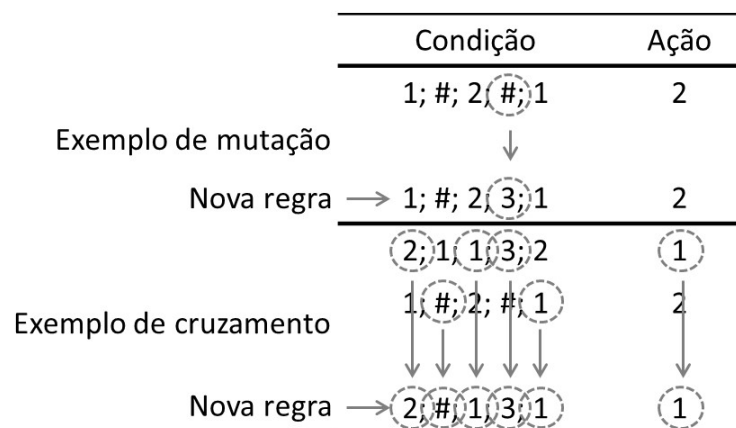 Condição Ação
1; #; 2; #; 1 2
Exemplo de mutação
Nova regra 1; #; 2; 3; 1 2
2; 1; 1; 3; 2 1
1; #; 2; #; 1 2
Exemplo de cruzamento
Nova regra 2; #; 1; 3; 1 1